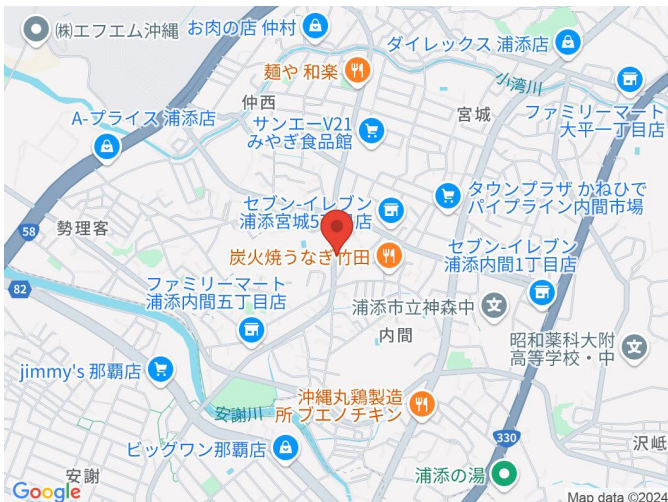 お肉の店 仲村
㈱エフエム沖縄
ダイレックス 浦添店
麺や 和楽
小湾川
仲西
宮城
ファミリーマート
大平一丁目店
A-プライス 浦添店
サンエーV21
みやぎ食品館
タウンプラザ かねひで
パイプライン内間市場
セブン-イレブン
浦添宮城5
店
勢理客
58
炭火焼うなぎ竹田
セブン-イレブン
浦添内間1丁目店
82
ファミリーマート
浦添内間五丁目店
浦添市立神森中
内間
昭和薬科大附
高等学校・中
jimmy's 那覇店
安謝川
沖縄丸鶏製造
所 ブエノチキン
330
沢岻
ビッグワン那覇店
安謝
浦添の湯
Google
Map data ©2024